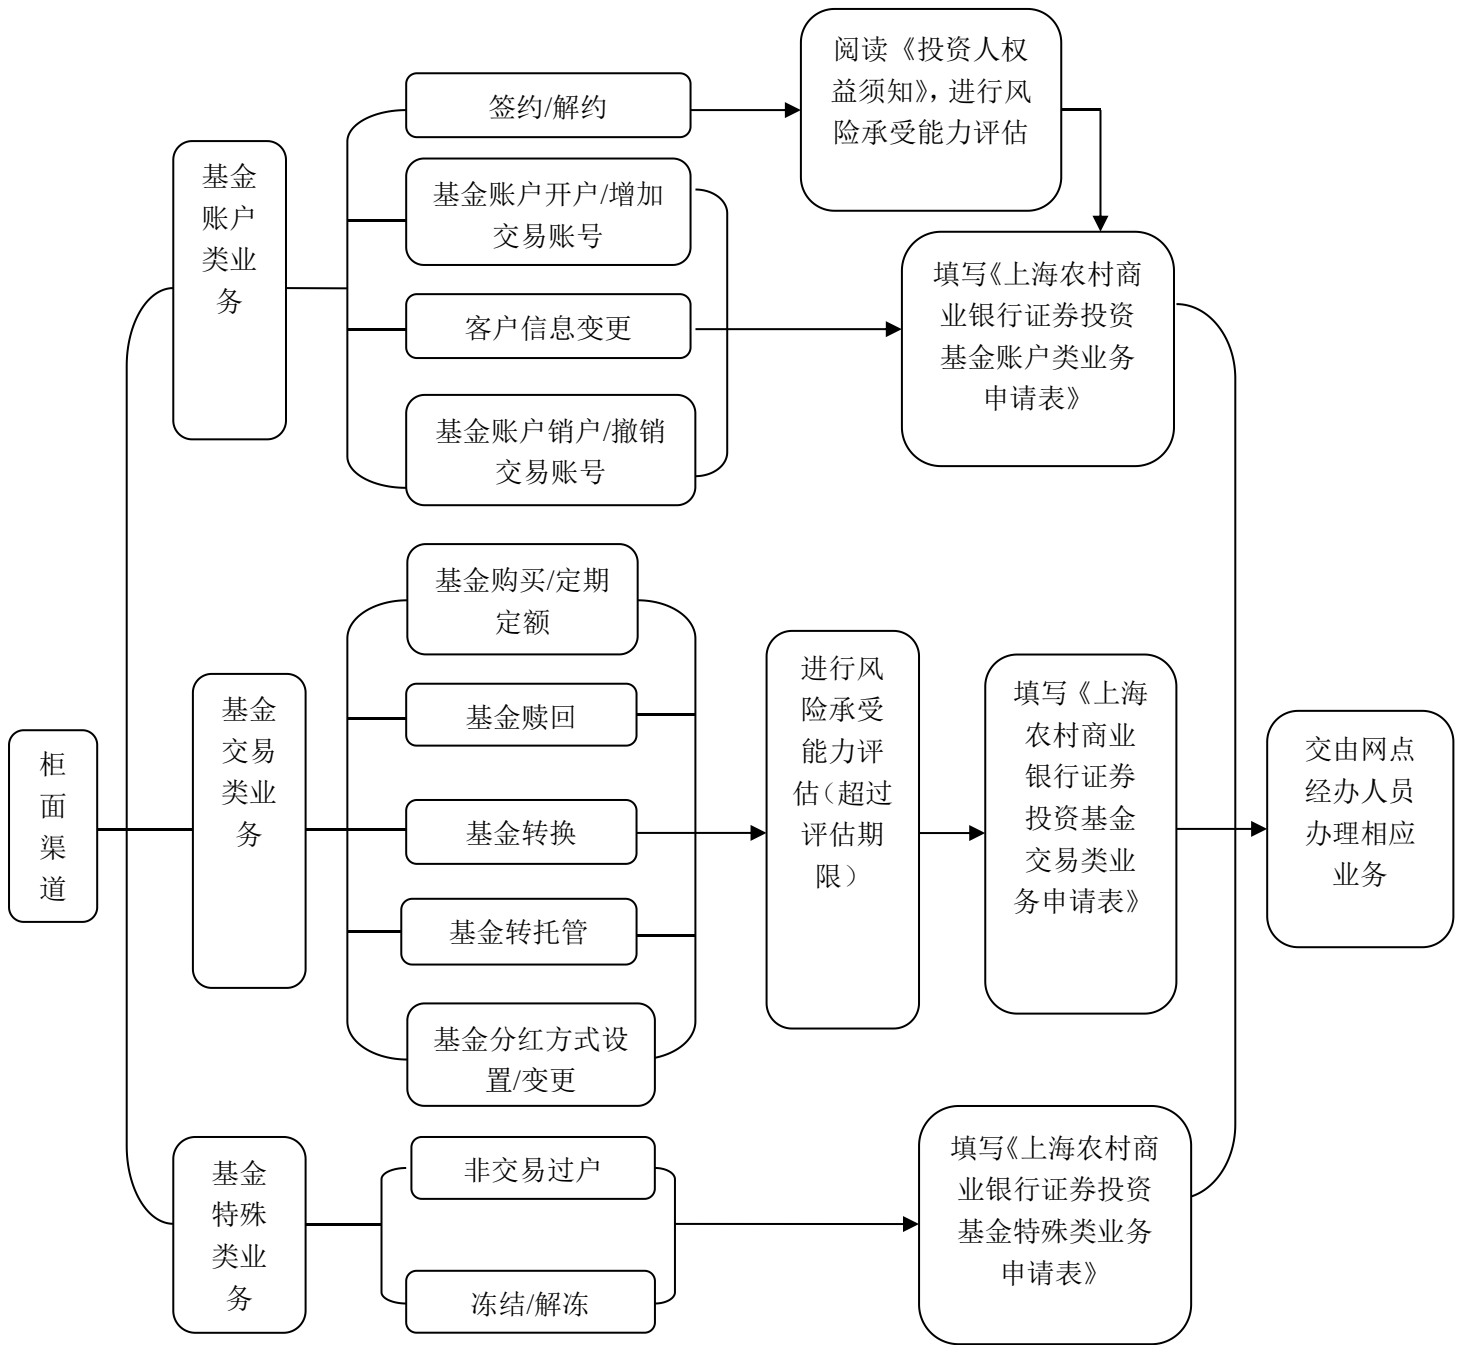 柜
面
渠
道
基金
账户
类业
务
签约/解约
基金账户开户/增加
交易账号
客户信息变更
基金账户销户/撤销
交易账号
阅读《投资人权
益须知》，进行风
险承受能力评估
填写《上海农村商
业银行证券投资
基金账户类业务
申请表》
基金
交易
类业
务
基金购买/定期
定额
基金赎回
基金转换
基金转托管
基金分红方式设
置/变更
进行风
险承受
能力评
估（超过
评估期
限）
填写《上海
农村商业
银行证券
投资基金
交易类业
务申请表》
基金
特殊
类业
务
非交易过户
冻结/解冻
填写《上海农村商
业银行证券投资
基金特殊类业务
申请表》
交由网点
经办人员
办理相应
业务